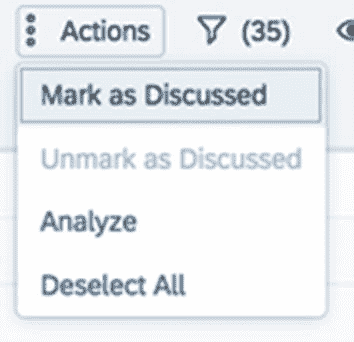 Actions (35)
Mark as Discussed
Unmark as Discussed
Analyze
Deselect All